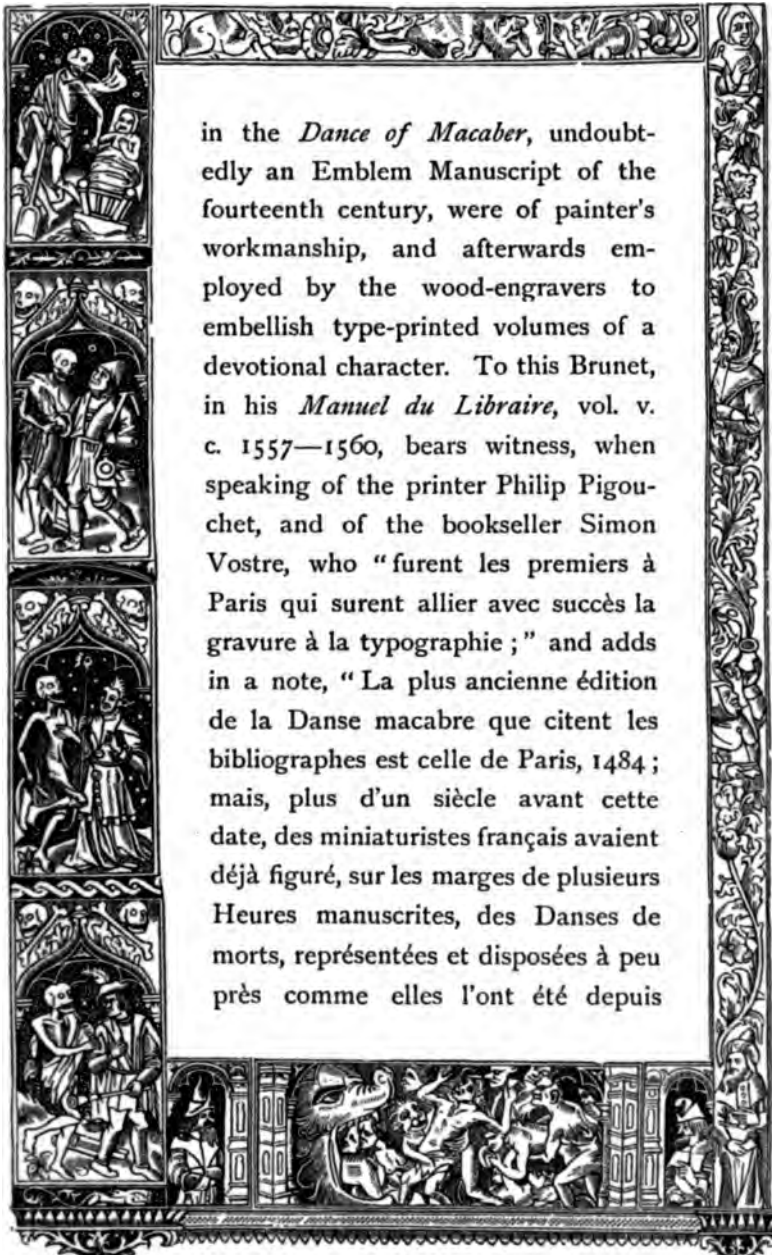 in the Dance of Macaber, undoubt-
edly an Emblem Manuscript of the
fourteenth century, were of painter's
workmanship, and afterwards em-
ployed by the wood-engravers to
embellish type-printed volumes of a
devotional character. To this Brunet,
in his Manuel du Libraire, vol. v.
c. 1557—1560, bears witness, when
speaking of the printer Philip Pigou-
chet, and of the bookseller Simon
Vostre, who “ furent les premiers à
Paris qui surent allier avec succès la
gravure à la typographie ; ” and adds
in a note, “ La plus ancienne édition
de la Danse macabre que citent les
bibliographes est celle de Paris, 1484 ;
mais, plus d'un siècle avant cette
date, des miniaturistes français avaient
déjà figuré, sur les marges de plusieurs
Heures manuscrites, des Danses de
morts, représentées et disposées à peu
près comme elles l'ont été depuis